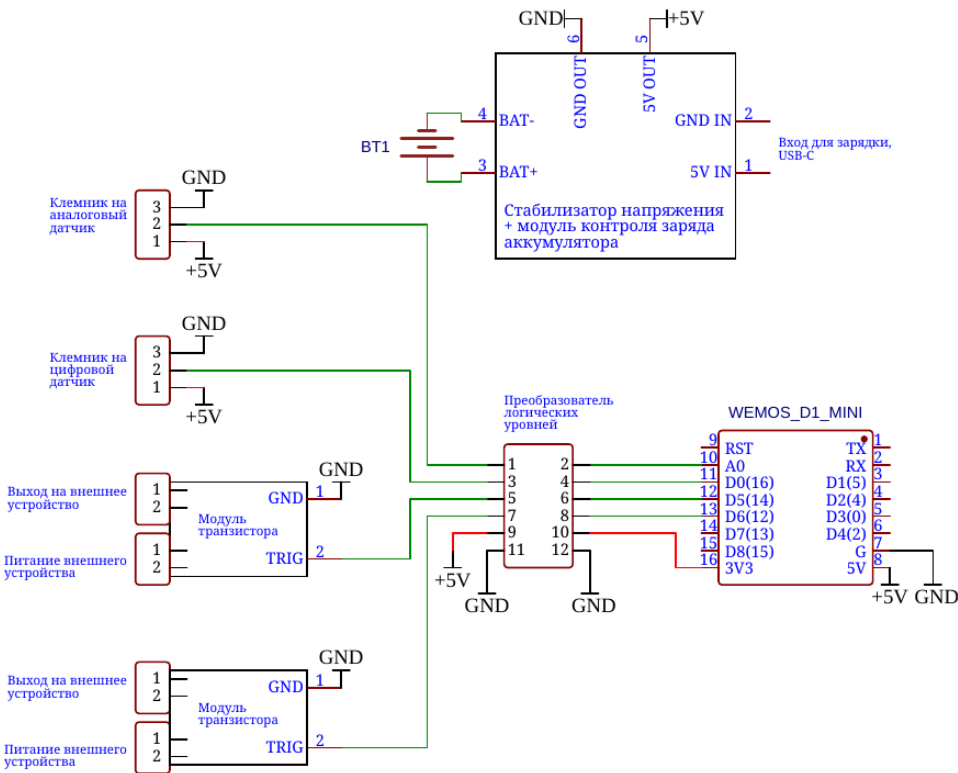 GND
+5V
6
5
GND OUT
5V OUT
4
BAT-
GND IN
2
BT1
Вход для зарядки,
USB-C
3
BAT+
5V IN
1
Стабилизатор напряжения
+ модуль контроля заряда
аккумулятора
Клемник на
аналоговый
датчик
GND
3
2
1
+5V
Клемник на
цифровой
датчик
GND
3
2
1
+5V
Выход на внешнее
устройство
1
2
Питание внешнего
устройства
1
2
Модуль
транзистора
GND
1
GND
TRIG
2
Выход на внешнее
устройство
1
2
Питание внешнего
устройства
1
2
Модуль
транзистора
GND
1
GND
TRIG
2
Преобразователь
логических
уровней
1
2
3
4
5
6
7
8
9
10
11
12
+5V
GND
GND
WEMOS_D1_MINI
9
RST
TX
1
10
A0
RX
2
11
D0(16)
D1(5)
3
12
D5(14)
D2(4)
4
13
D6(12)
D3(0)
5
14
D7(13)
D4(2)
6
15
D8(15)
G
7
16
3V3
5V
8
+5V
GND